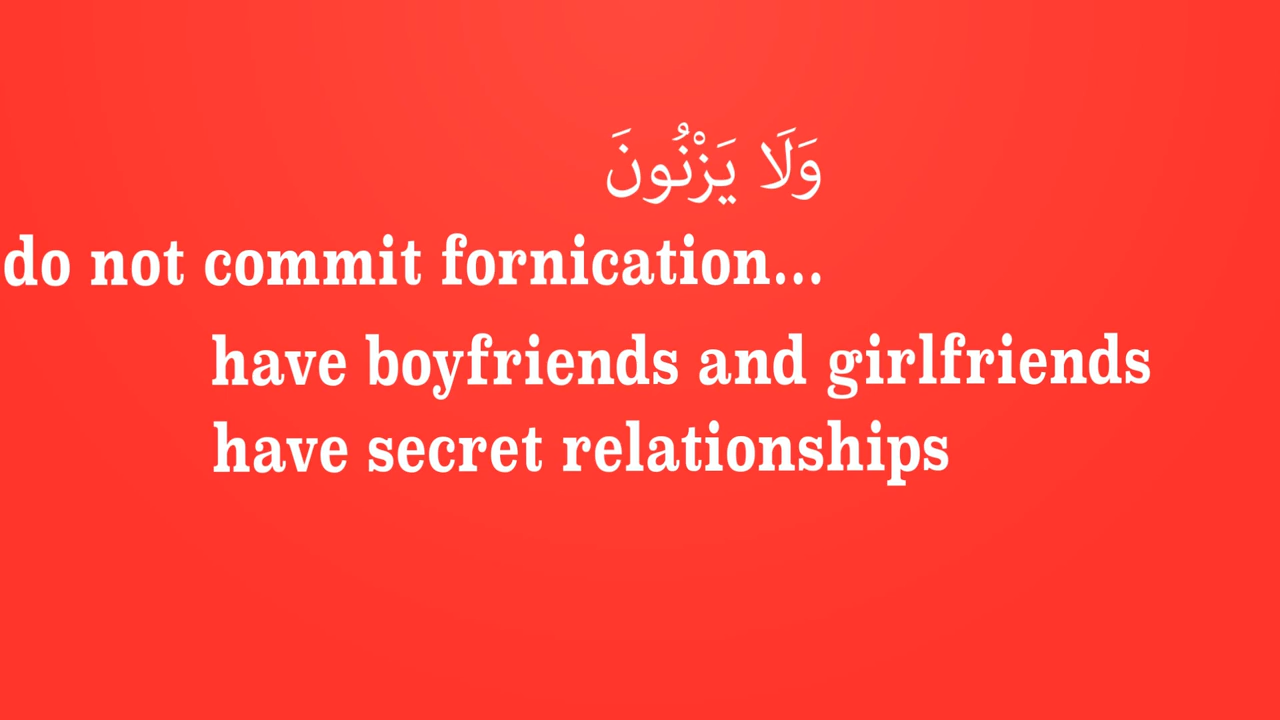 وَلَا يَزْنُونَ
do not commit fornication...
have boyfriends and girlfriends
have secret relationships